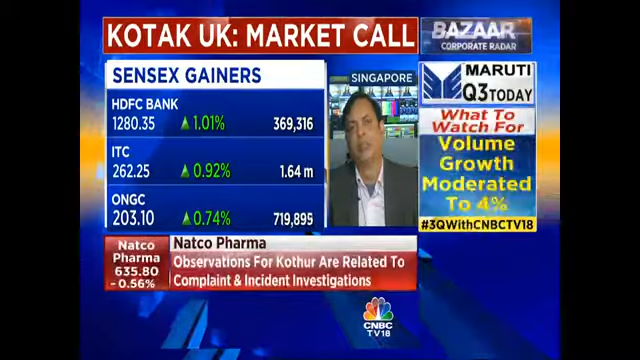 KOTAK UK: MARKET CALL
BAZAAR
CORPORATE RADAR
SENSEX GAINERS
HDFC BANK
1280.35 ▲ 1.01% 369,316
ITC
262.25 ▲ 0.92% 1.64 m
ONGC
203.10 ▲ 0.74% 719,895
SINGAPORE
MARUTI
Q3 TODAY
What To
Watch For
Volume
Growth
Moderated
To 4%
#3QWithCNBCTV18
Natco
Pharma
635.80
- 0.56%
Natco Pharma
Observations For Kothur Are Related To
Complaint & Incident Investigations
CNBC
TV18